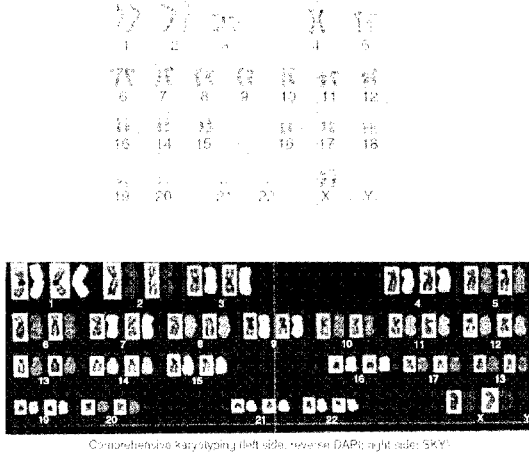 1 2 3 4 5
6 7 8 9 10 11 12
13 14 15 16 17 18
19 20 21 22 X Y
1 2 3 4 5
6 7 8 9 10 11 12
13 14 15 16 17 13
19 20 21 22 X Y
Comprehensive karyotyping (left side, reverse DAPI; right side; SKY)